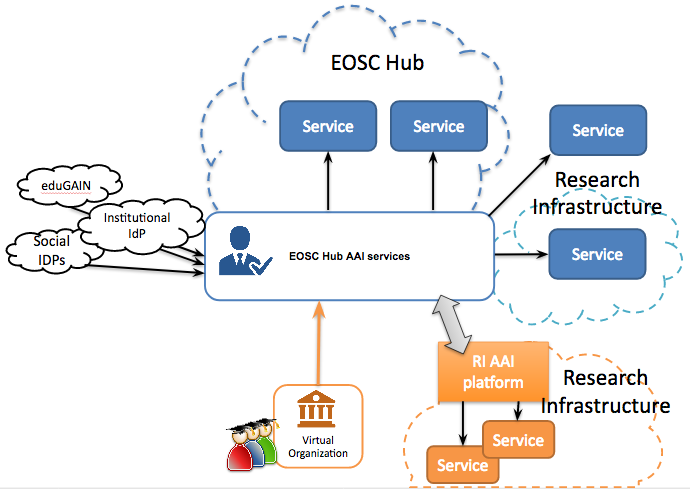 EOSC Hub
Service
Service
Service
Research
Infrastructure
Service
eduGAIN
Institutional
IdP
Social
IDPs
EOSC Hub AAI services
RI AAI
platform
Research
Infrastructure
Service
Service
Virtual
Organization